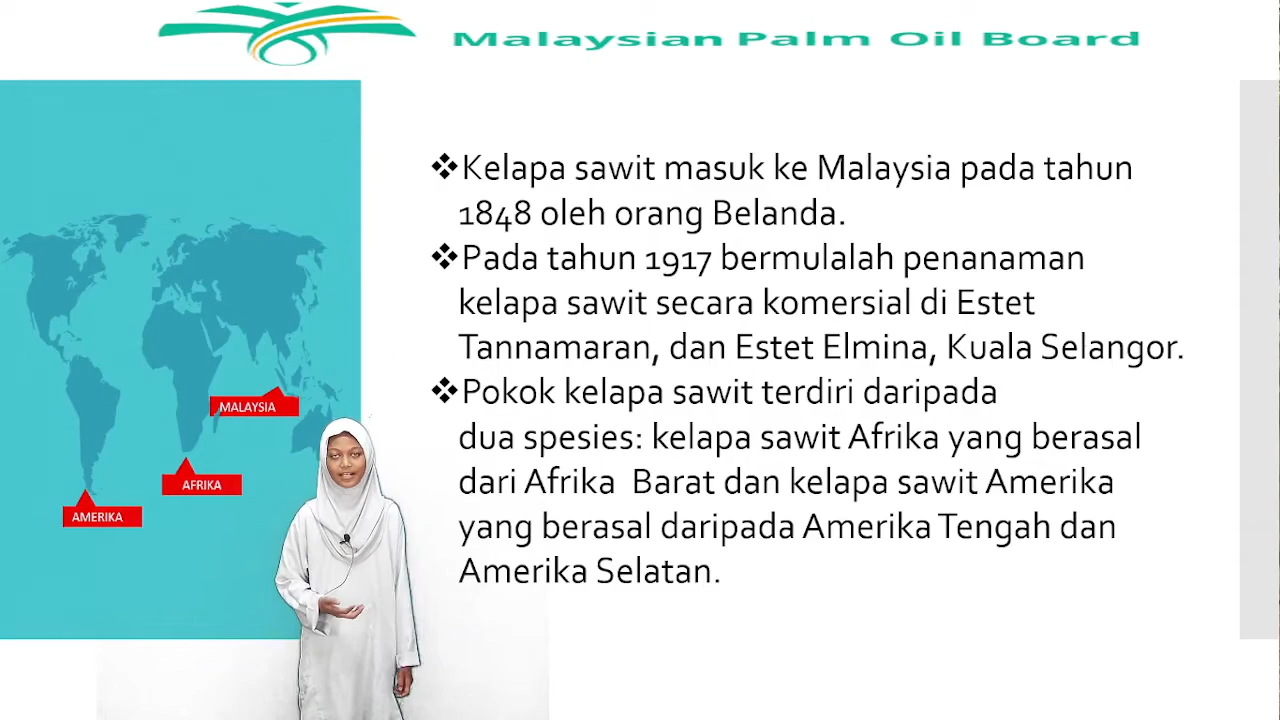 Malaysian Palm Oil Board
❖Kelapa sawit masuk ke Malaysia pada tahun
1848 oleh orang Belanda.
❖Pada tahun 1917 bermulalah penanaman
kelapa sawit secara komersial di Estet
Tannamaran, dan Estet Elmina, Kuala Selangor.
❖Pokok kelapa sawit terdiri daripada
dua spesies: kelapa sawit Afrika yang berasal
dari Afrika  Barat dan kelapa sawit Amerika
yang berasal daripada Amerika Tengah dan
Amerika Selatan.
MALAYSIA
AFRIKA
AMERIKA